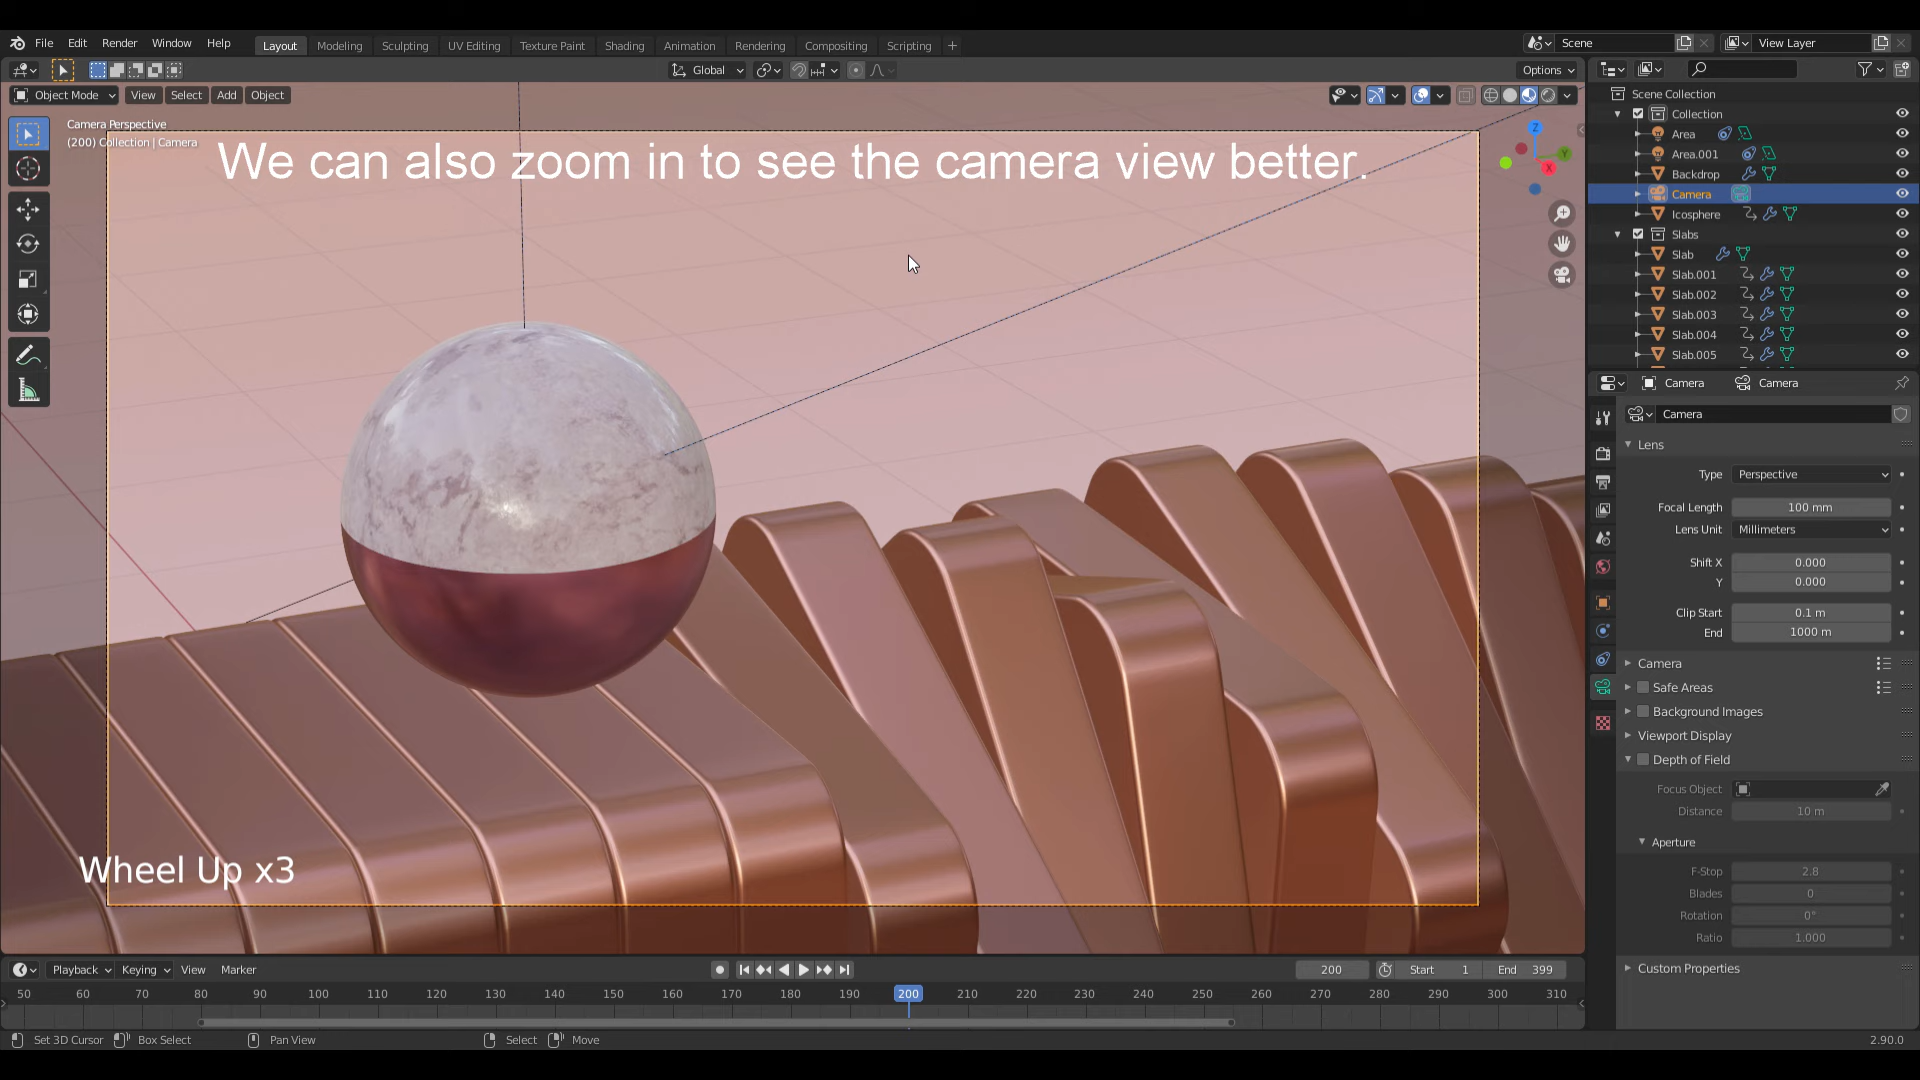 File Edit Render Window Help Layout Modeling Sculpting UV Editing Texture Paint Shading Animation Rendering Compositing Scripting + Scene View Layer
Global Options
Object Mode View Select Add Object
Camera Perspective
(200) Collection | Camera
We can also zoom in to see the camera view better.
Z
Y
X
Wheel Up x3
Scene Collection
Collection
Area
Area.001
Backdrop
Camera
Icosphere
Slabs
Slab
Slab.001
Slab.002
Slab.003
Slab.004
Slab.005
Camera Camera
Camera
Lens
Type Perspective
Focal Length 100 mm
Lens Unit Millimeters
Shift X 0.000
Y 0.000
Clip Start 0.1 m
End 1000 m
Camera
Safe Areas
Background Images
Viewport Display
Depth of Field
Focus Object
Distance 10 m
Aperture
F-Stop 2.8
Blades 0
Rotation 0°
Ratio 1.000
Custom Properties
Playback Keying View Marker 200 Start 1 End 399
50 60 70 80 90 100 110 120 130 140 150 160 170 180 190 200 210 220 230 240 250 260 270 280 290 300 310
Set 3D Cursor Box Select Pan View Select Move 2.90.0